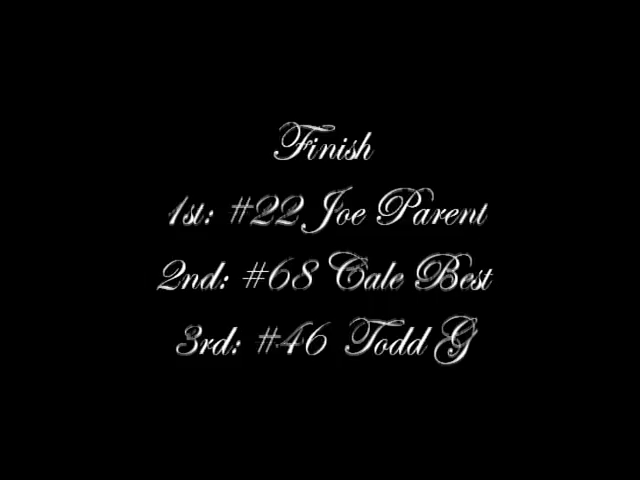 Finish
1st: #22 Joe Parent
2nd: #68 Cale Best
3rd: #46 Todd G